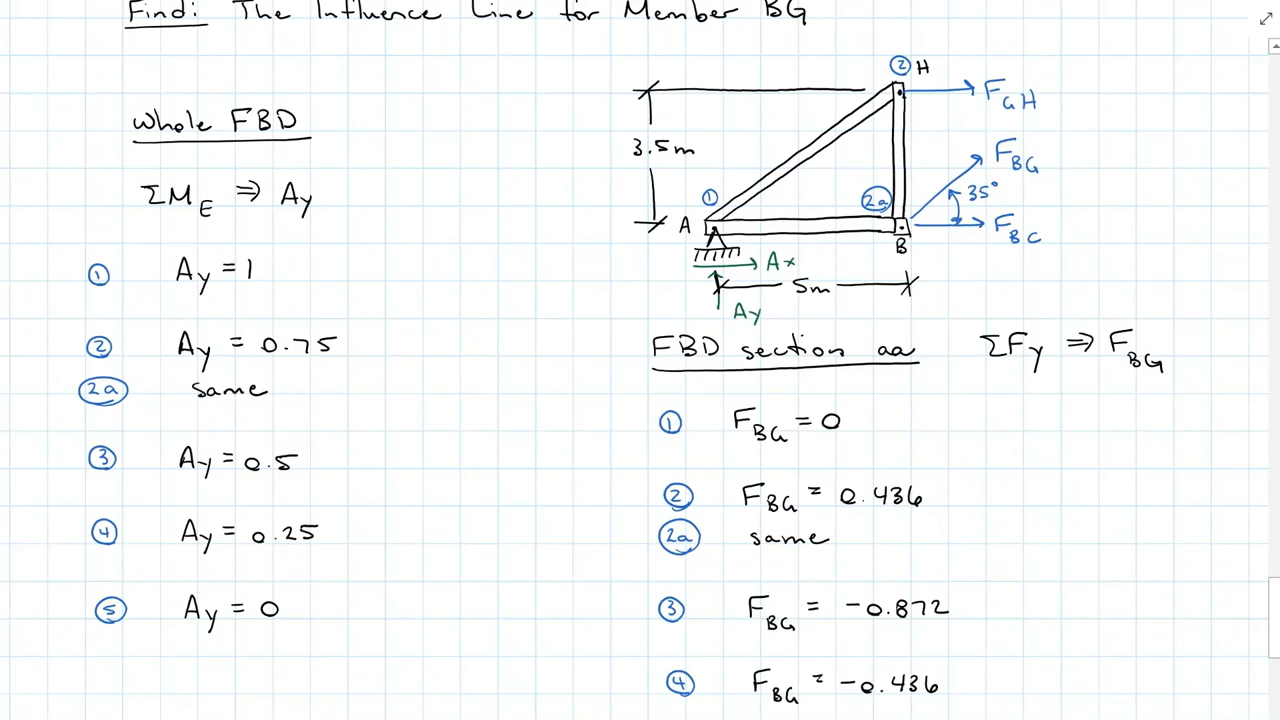 Find: The Influence Line for Member BG
Whole FBD
ΣM_E ⇒ A_y
① A_y = 1
② A_y = 0.75
2a same
③ A_y = 0.5
④ A_y = 0.25
⑤ A_y = 0
② H
F_GH
3.5m
F_BG
① 2a 35°
A F_BC
B
Ax
5m
Ay
FBD section aa ΣF_y ⇒ F_BG
① F_BG = 0
② F_BG = 0.436
2a same
③ F_BG = -0.872
④ F_BG = -0.436